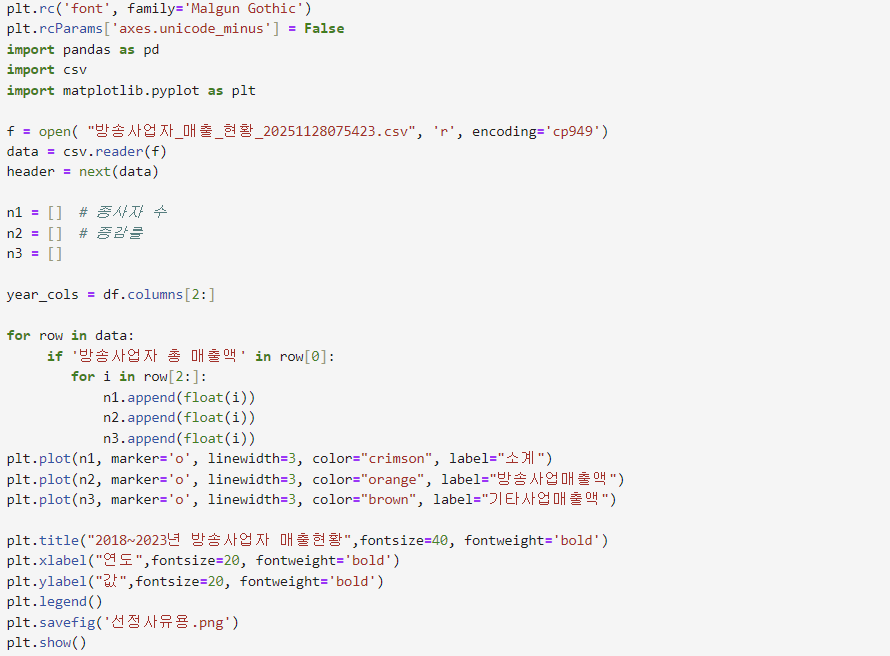 plt.rc('font', family='Malgun Gothic')
plt.rcParams['axes.unicode_minus'] = False
import pandas as pd
import csv
import matplotlib.pyplot as plt
f = open( "방송사업자_매출_현황_20251128075423.csv", 'r', encoding='cp949')
data = csv.reader(f)
header = next(data)
n1 = []  # 종사자 수
n2 = []  # 증감률
n3 = []
year_cols = df.columns[2:]
for row in data:
     if '방송사업자 총 매출액' in row[0]:
        for i in row[2:]:
            n1.append(float(i))
            n2.append(float(i))
            n3.append(float(i))
plt.plot(n1, marker='o', linewidth=3, color="crimson", label="소계")
plt.plot(n2, marker='o', linewidth=3, color="orange", label="방송사업매출액")
plt.plot(n3, marker='o', linewidth=3, color="brown", label="기타사업매출액")
plt.title("2018~2023년 방송사업자 매출현황",fontsize=40, fontweight='bold')
plt.xlabel("연도",fontsize=20, fontweight='bold')
plt.ylabel("값",fontsize=20, fontweight='bold')
plt.legend()
plt.savefig('선정사유용.png')
plt.show()